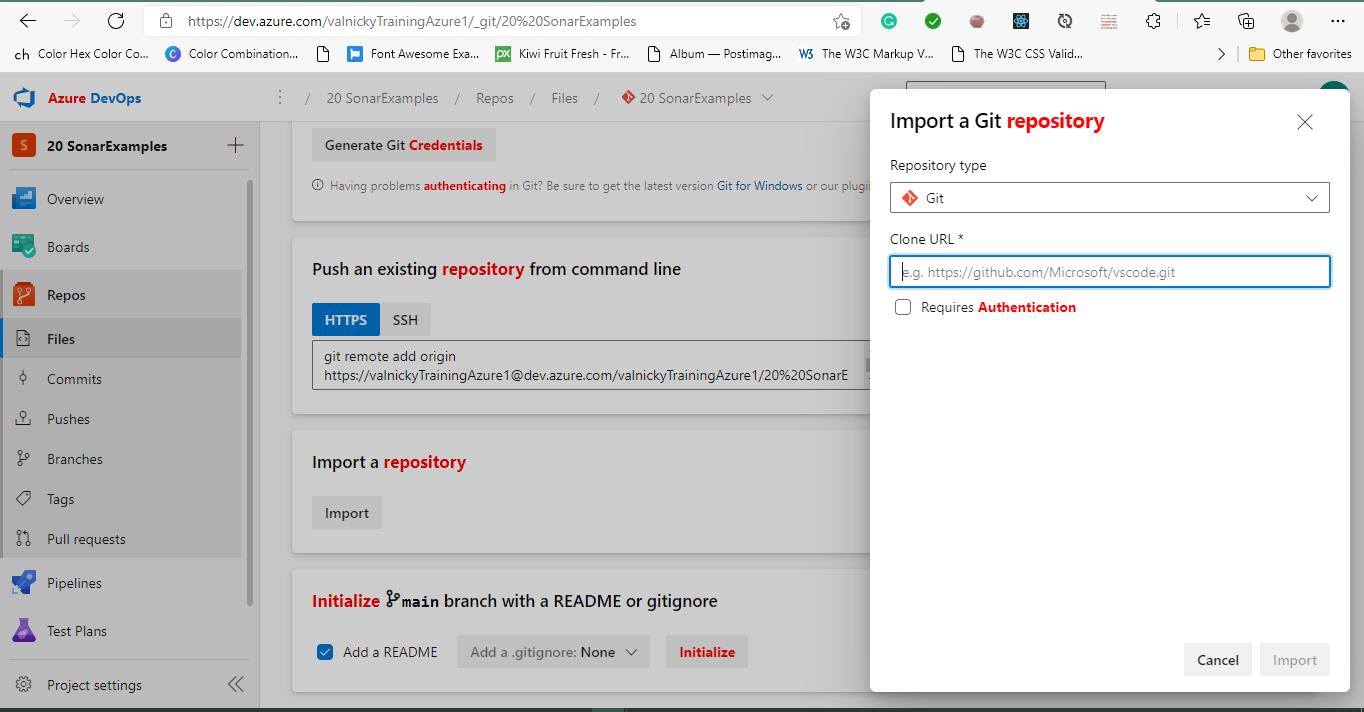 https://dev.azure.com/valnickyTrainingAzure1/_git/20%20SonarExamples
ch Color Hex Color Co...
C Color Combination...
Font Awesome Exa...
px Kiwi Fruit Fresh - Fr...
Album — Postimag...
W3 The W3C Markup V...
The W3C CSS Valid...
Other favorites
Azure DevOps
/ 20 SonarExamples / Repos / Files / 20 SonarExamples
S 20 SonarExamples
Overview
Boards
Repos
Files
Commits
Pushes
Branches
Tags
Pull requests
Pipelines
Test Plans
Project settings
Generate Git Credentials
Having problems authenticating in Git? Be sure to get the latest version Git for Windows or our plugin
Push an existing repository from command line
HTTPS SSH
git remote add origin
https://valnickyTrainingAzure1@dev.azure.com/valnickyTrainingAzure1/20%20SonarE
Import a repository
Import
Initialize main branch with a README or gitignore
Add a README
Add a .gitignore: None
Initialize
Import a Git repository
Repository type
Git
Clone URL *
e.g. https://github.com/Microsoft/vscode.git
Requires Authentication
Cancel
Import